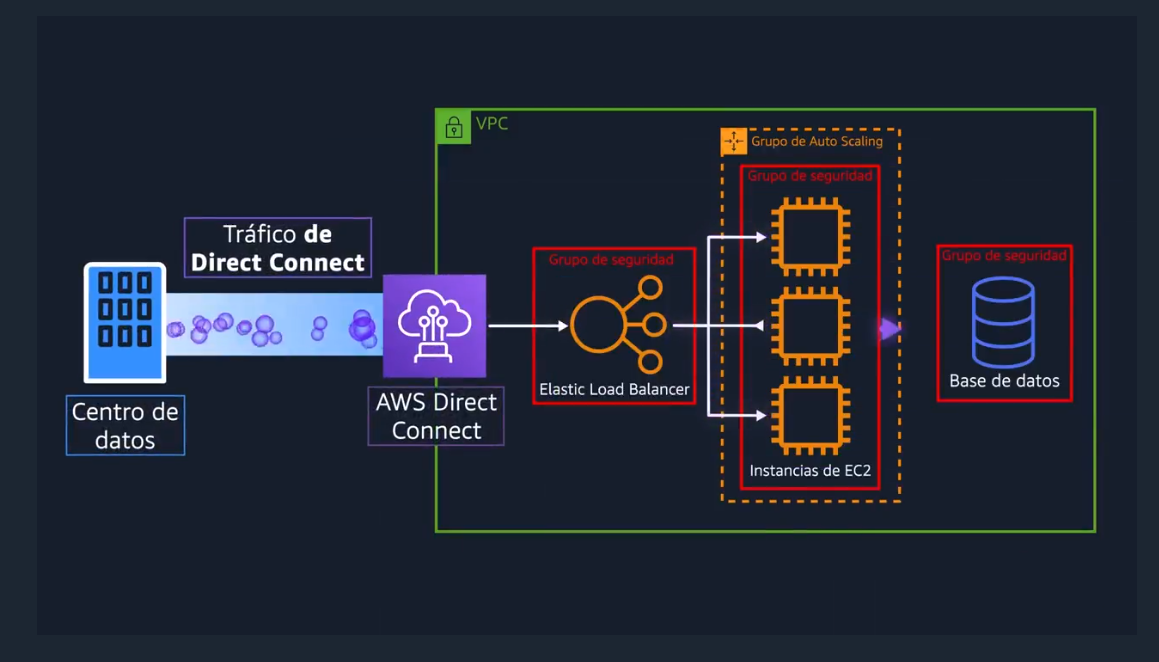 VPC
Grupo de Auto Scaling
Grupo de seguridad
Tráfico de
Direct Connect
Grupo de seguridad
Grupo de seguridad
Elastic Load Balancer
Base de datos
AWS Direct
Connect
Centro de
datos
Instancias de EC2